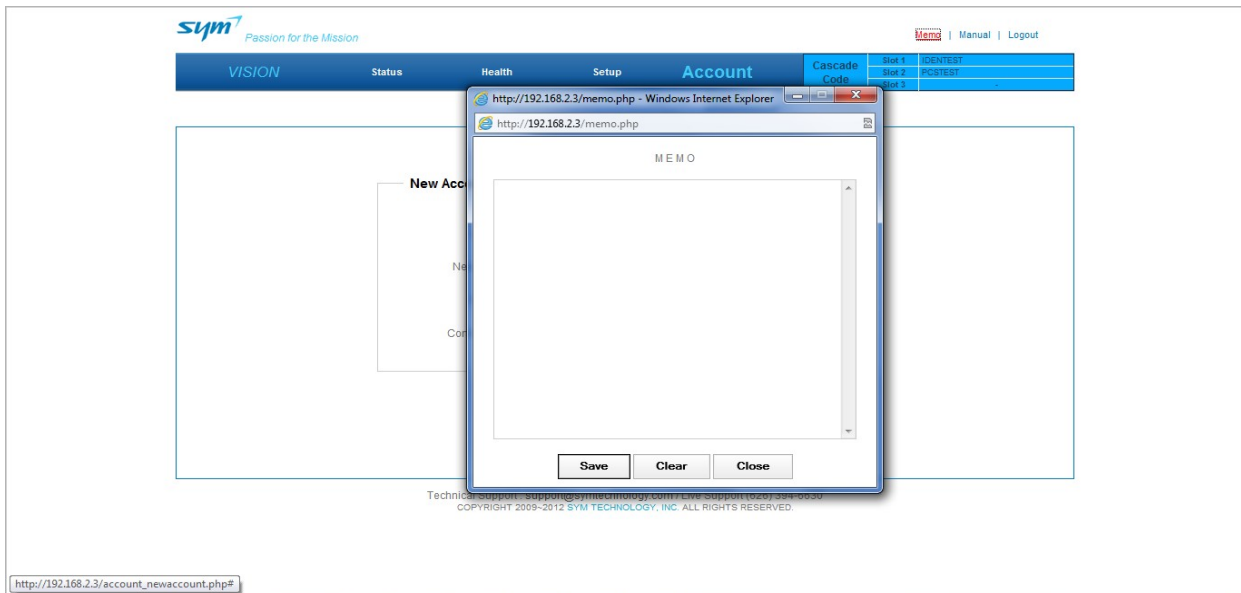 sym
Passion for the Mission
Memo | Manual | Logout
VISION Status Health Setup Account
Cascade Code
Slot 1 IDENTEST
Slot 2 PCSTEST
Slot 3 -
http://192.168.2.3/memo.php - Windows Internet Explorer
http://192.168.2.3/memo.php
MEMO
New Acc
Ne
Con
Save Clear Close
Technical Support : support@symtechnology.com / Live Support (626) 394-8630
COPYRIGHT 2009~2012 SYM TECHNOLOGY, INC. ALL RIGHTS RESERVED.
http://192.168.2.3/account_newaccount.php#